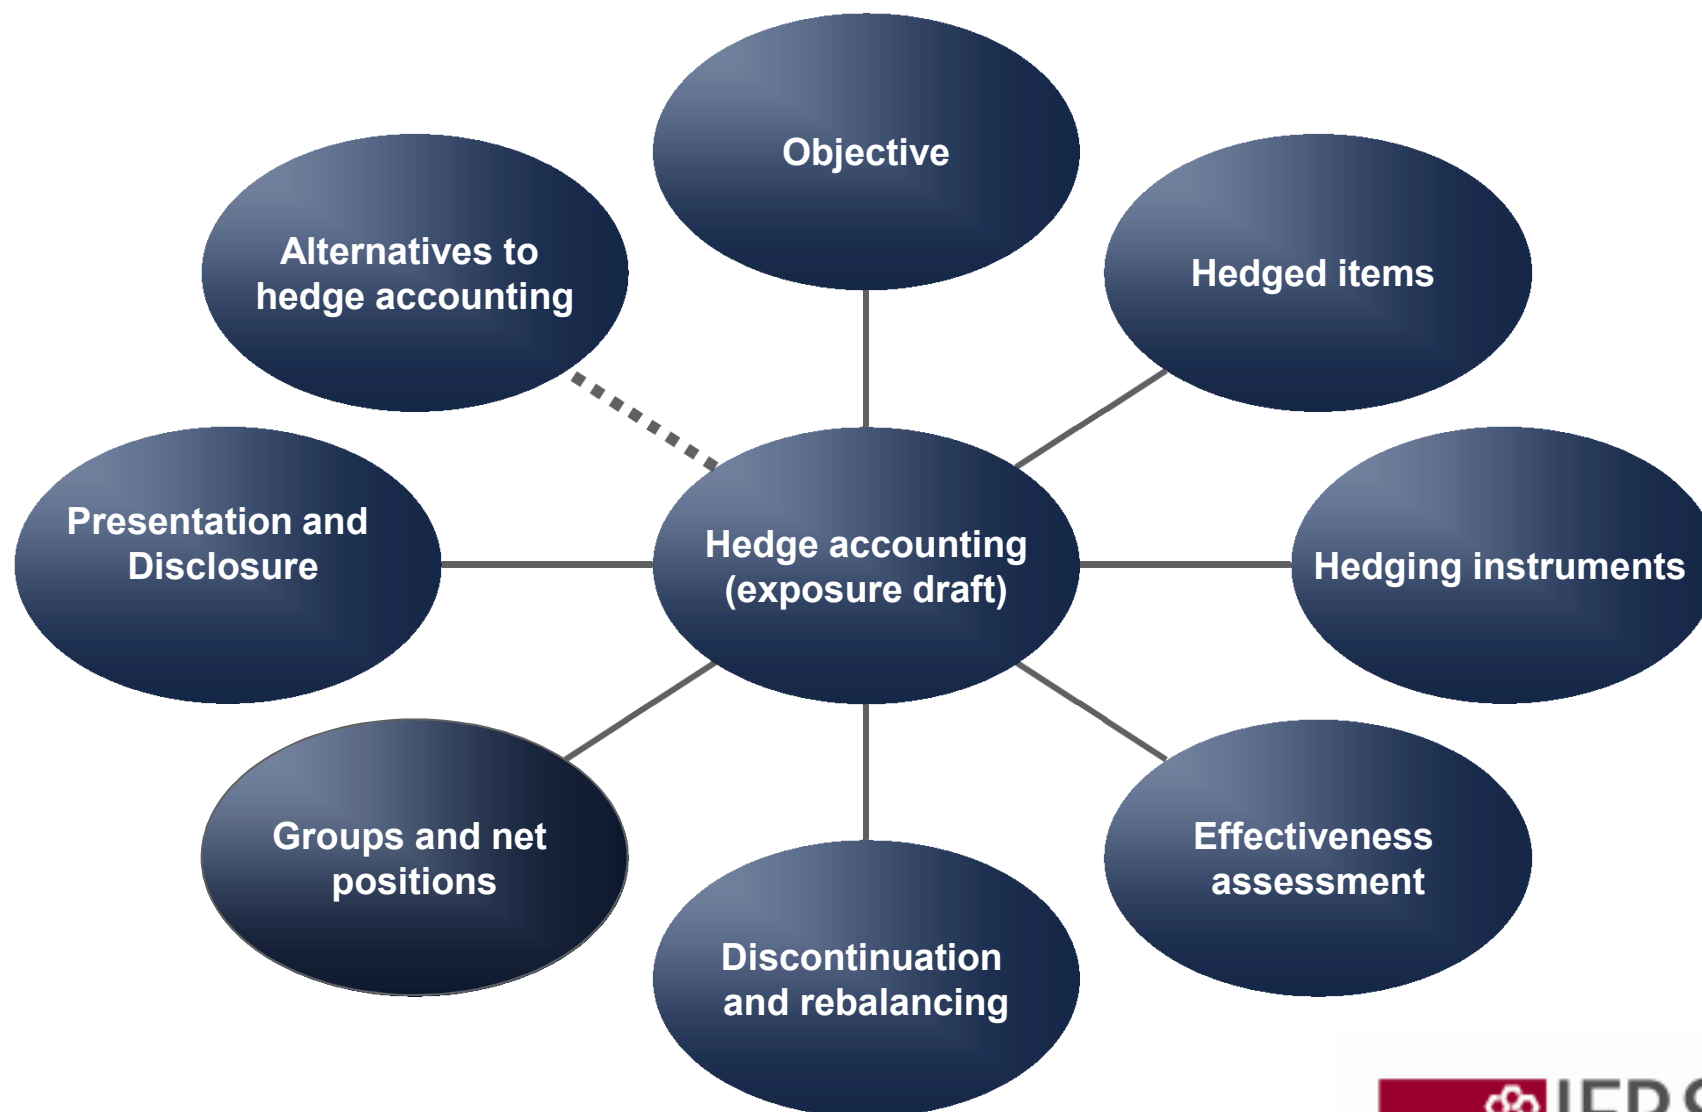 Objective
Alternatives to
hedge accounting
Hedged items
Presentation and
Disclosure
Hedge accounting
(exposure draft)
Hedging instruments
Groups and net
positions
Effectiveness
assessment
Discontinuation
and rebalancing